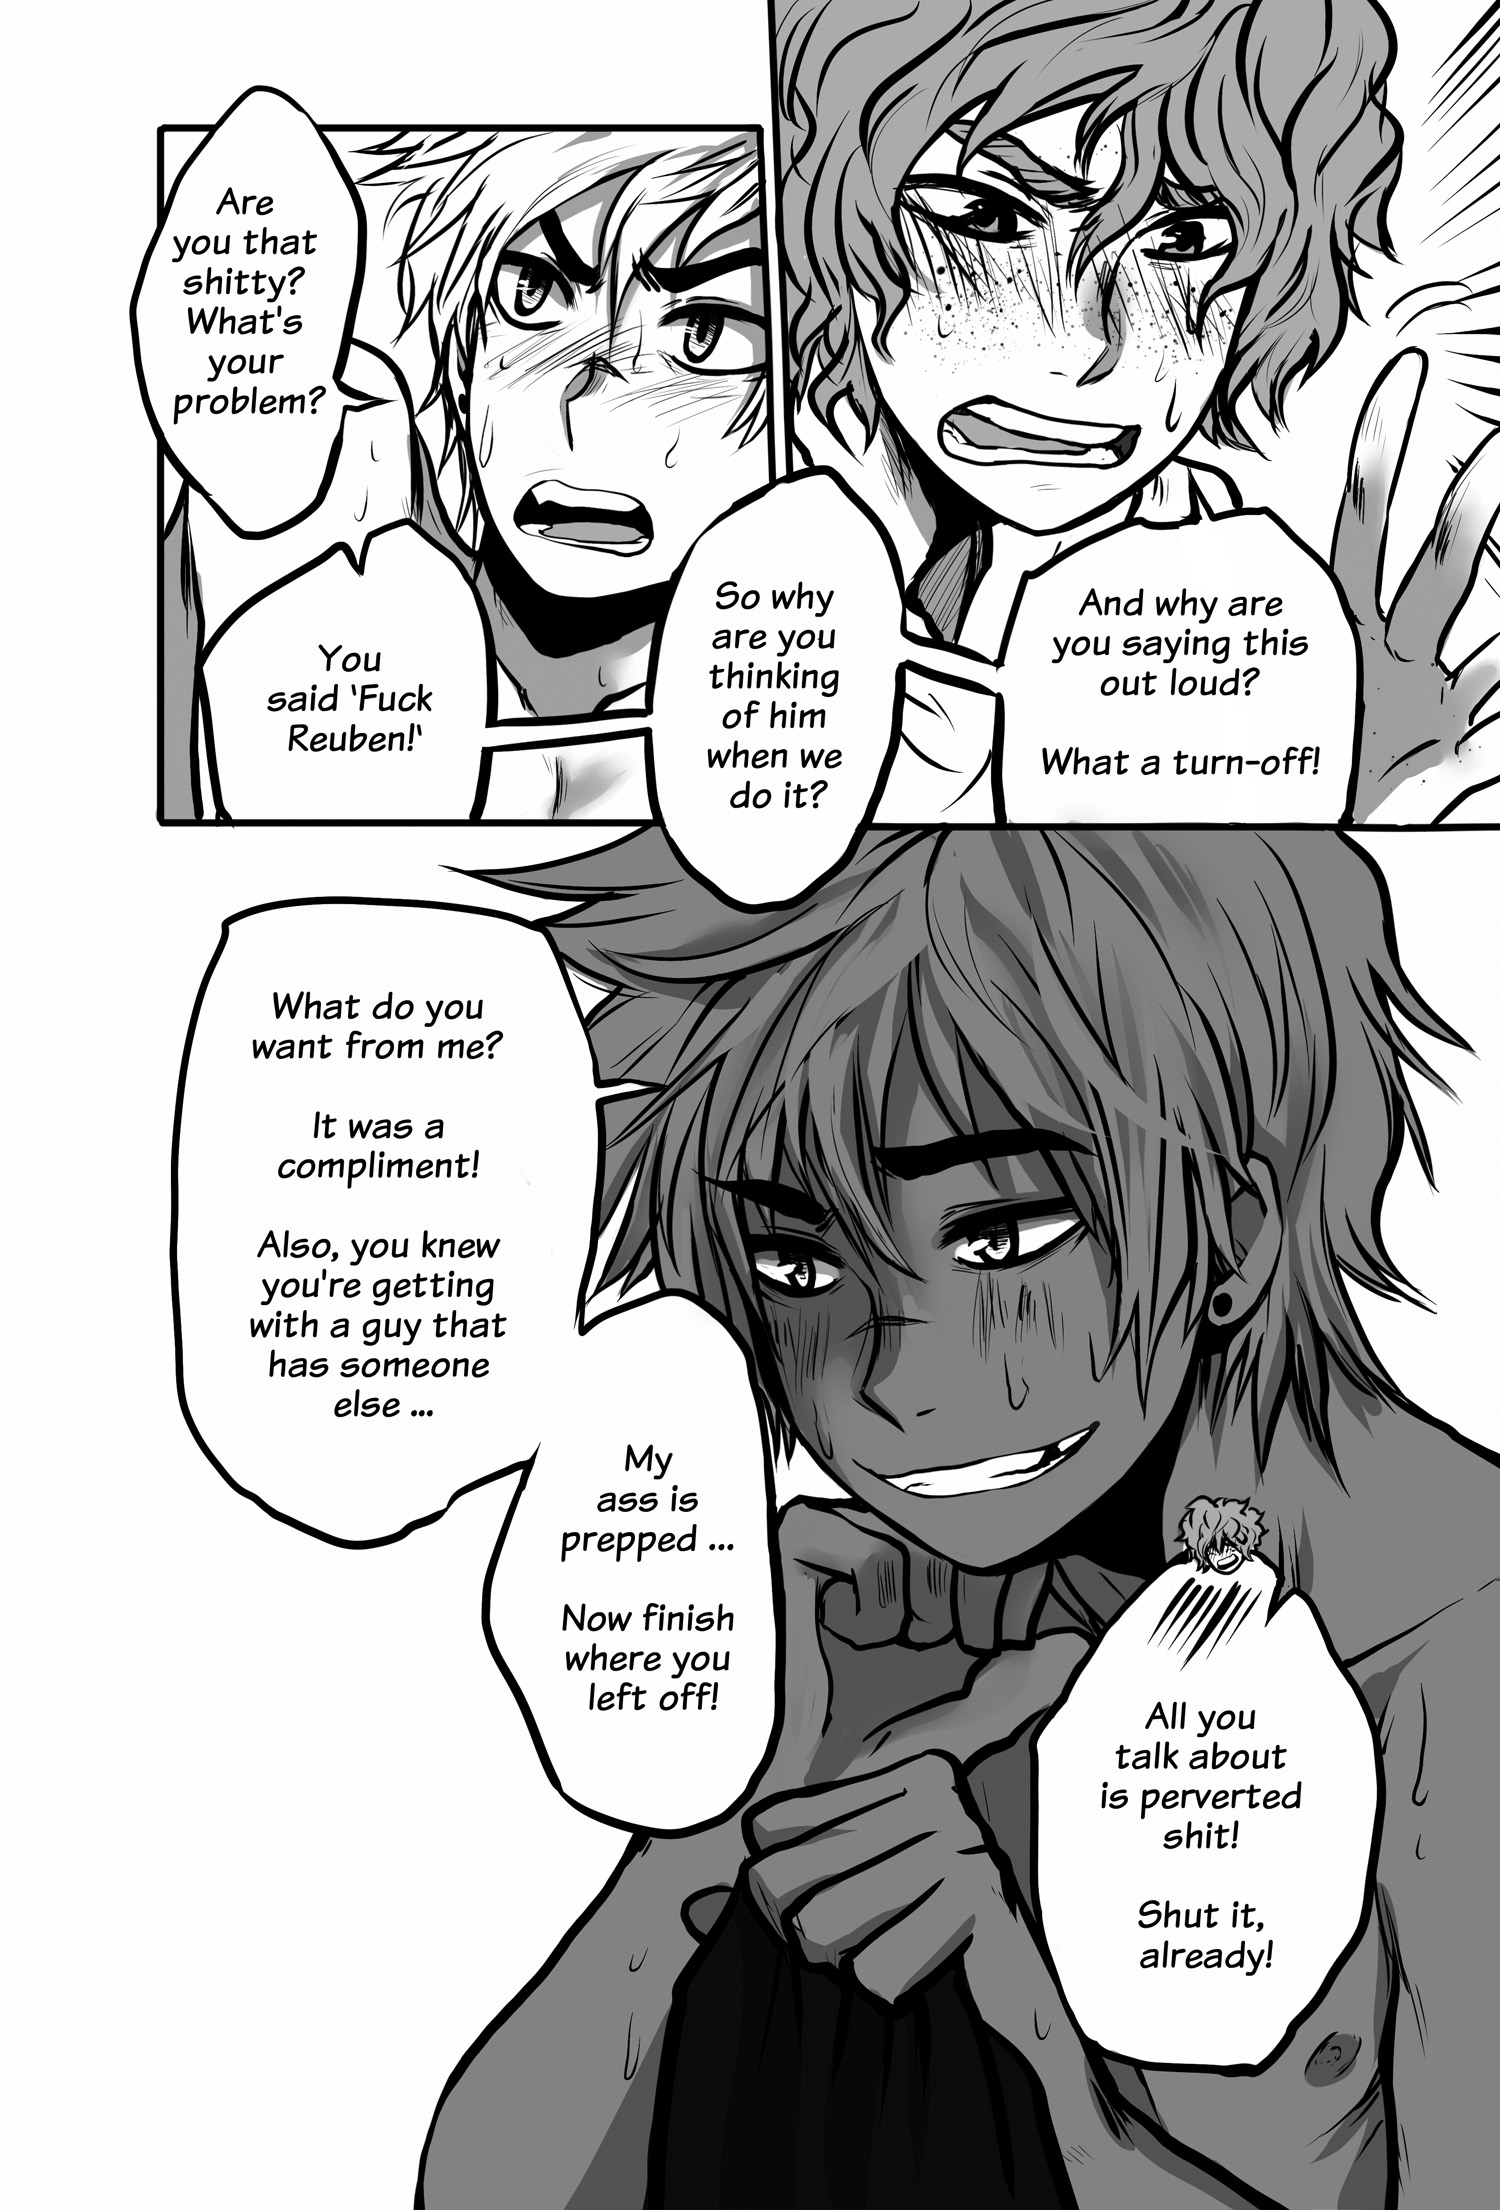 Are
you that
shitty?
What's
your
problem?
You
said 'Fuck
Reuben!'
So why
are you
thinking
of him
when we
do it?
And why are
you saying this
out loud?
What a turn-off!
What do you
want from me?
It was a
compliment!
Also, you knew
you're getting
with a guy that
has someone
else ...
My
ass is
prepped ...
Now finish
where you
left off!
All you
talk about
is perverted
shit!
Shut it,
already!